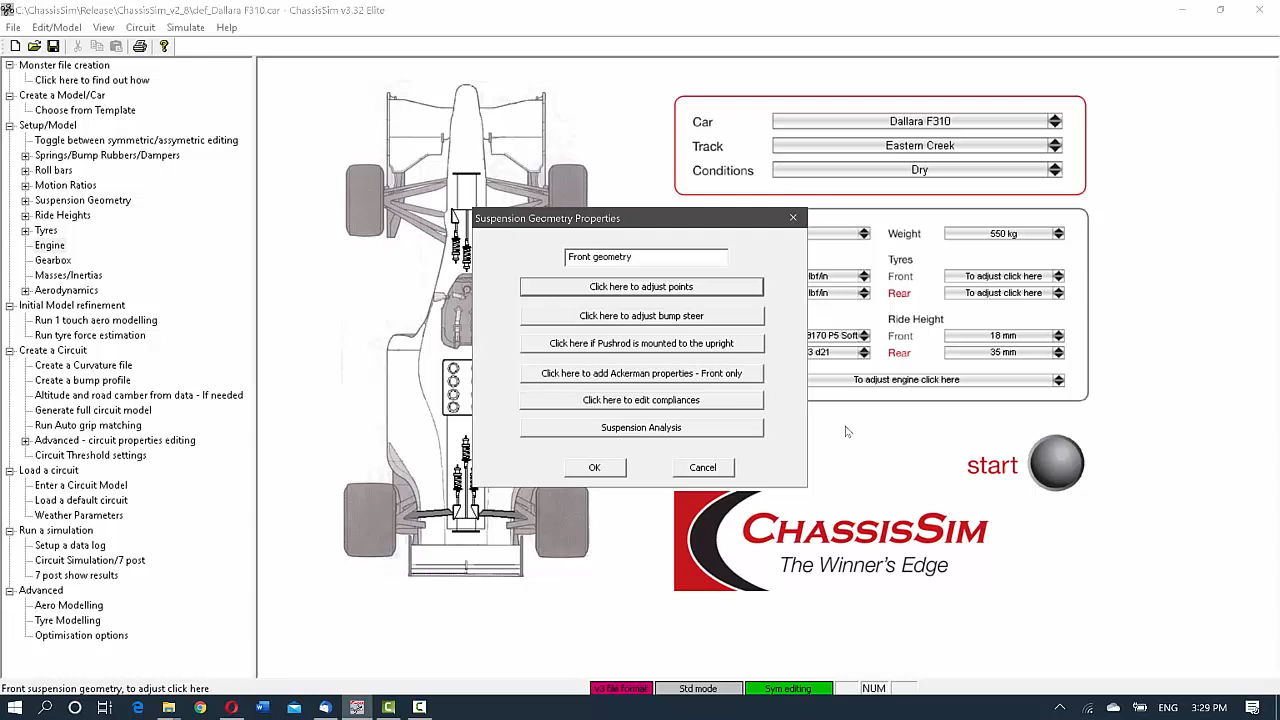 C:\ChassisSim\Release\ChassisSim_v2_8\def_Dallara F310.car - ChassisSim v3.32 Elite
File Edit/Model View Circuit Simulate Help
Monster file creation
Click here to find out how
Create a Model/Car
Choose from Template
Setup/Model
Toggle between symmetric/assymetric editing
Springs/Bump Rubbers/Dampers
Roll bars
Motion Ratios
Suspension Geometry
Ride Heights
Tyres
Engine
Gearbox
Masses/Inertias
Aerodynamics
Initial Model refinement
Run 1 touch aero modelling
Run tyre force estimation
Create a Circuit
Create a Curvature file
Create a bump profile
Altitude and road camber from data - If needed
Generate full circuit model
Run Auto grip matching
Advanced - circuit properties editing
Circuit Threshold settings
Load a circuit
Enter a Circuit Model
Load a default circuit
Weather Parameters
Run a simulation
Setup a data log
Circuit Simulation/7 post
7 post show results
Advanced
Aero Modelling
Tyre Modelling
Optimisation options
Car Dallara F310
Track Eastern Creek
Conditions Dry
Suspension Geometry Properties
Front geometry
Click here to adjust points
Click here to adjust bump steer
Click here if Pushrod is mounted to the upright
Click here to add Ackerman properties - Front only
Click here to edit compliances
Suspension Analysis
OK Cancel
Weight 550 kg
Tyres
lbf/in Front To adjust click here
lbf/in Rear To adjust click here
Ride Height
8170 P5 Soft Front 18 mm
3 d21 Rear 35 mm
To adjust engine click here
start
CHASSISSIM
The Winner's Edge
Front suspension geometry, to adjust click here
v3 file format Std mode Sym editing NUM
ENG 3:29 PM